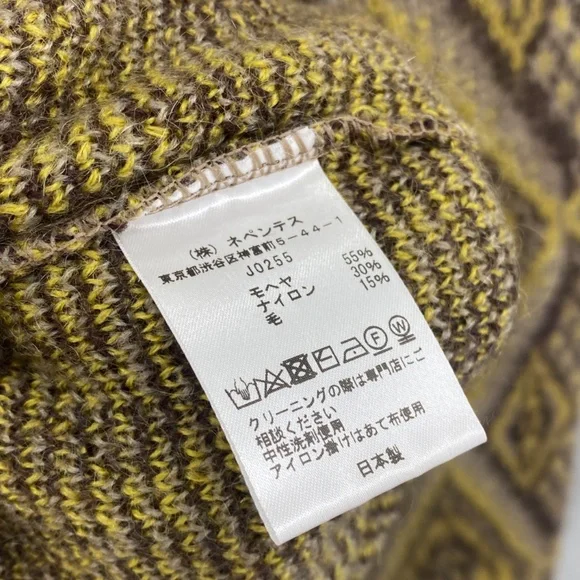 （株）ネペンテス
東京都渋谷区神宮前5-44-1
J0255
モヘヤ 55%
ナイロン 30%
毛 15%
クリーニングの際は専門店にご
相談ください
中性洗剤使用
アイロン掛けはあて布使用
日本製